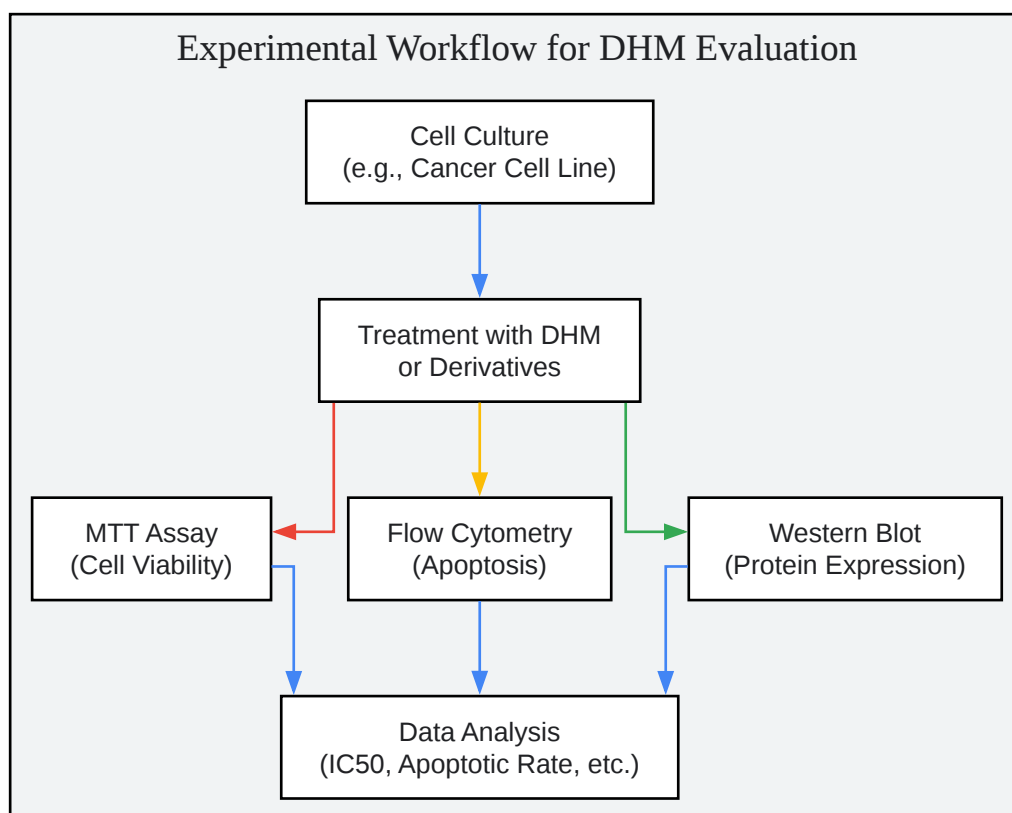 Experimental Workflow for DHM Evaluation
Cell Culture
(e.g., Cancer Cell Line)
Treatment with DHM
or Derivatives
MTT Assay
(Cell Viability)
Flow Cytometry
(Apoptosis)
Western Blot
(Protein Expression)
Data Analysis
(IC50, Apoptotic Rate, etc.)